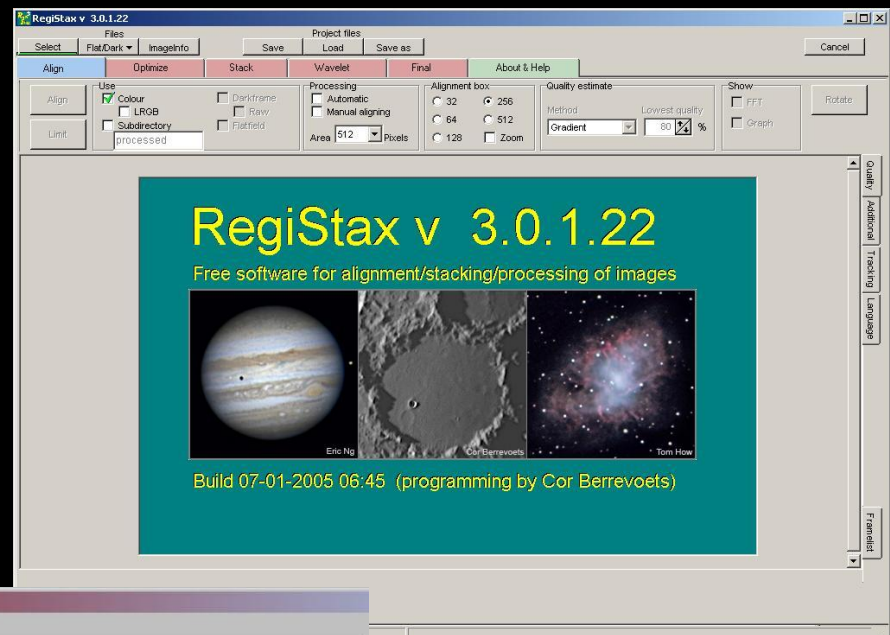 RegiStax v 3.0.1.22
Files
Project files
Select Flat/Dark ImageInfo Save Load Save as Cancel
Align Optimize Stack Wavelet Final About & Help
Use
Processing
Alignment box
Quality estimate
Show
Align
Limit
Colour
LRGB
Subdirectory
processed
Darkframe
Raw
Flatfield
Automatic
Manual aligning
Area 512 Pixels
32 256
64 512
128 Zoom
Method Lowest quality
Gradient 80 %
FFT
Graph
Rotate
Quality
Additional
Tracking
Language
Framelist
RegiStax v 3.0.1.22
Free software for alignment/stacking/processing of images
Eric Ng
Cor Berrevoets
Tom How
Build 07-01-2005 06:45 (programming by Cor Berrevoets)